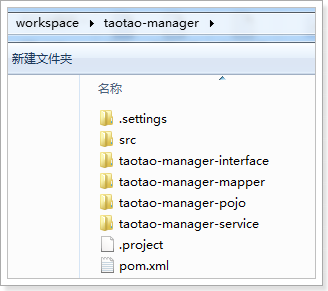 workspace ▸ taotao-manager ▸
新建文件夹
名称
.settings
src
taotao-manager-interface
taotao-manager-mapper
taotao-manager-pojo
taotao-manager-service
.project
pom.xml